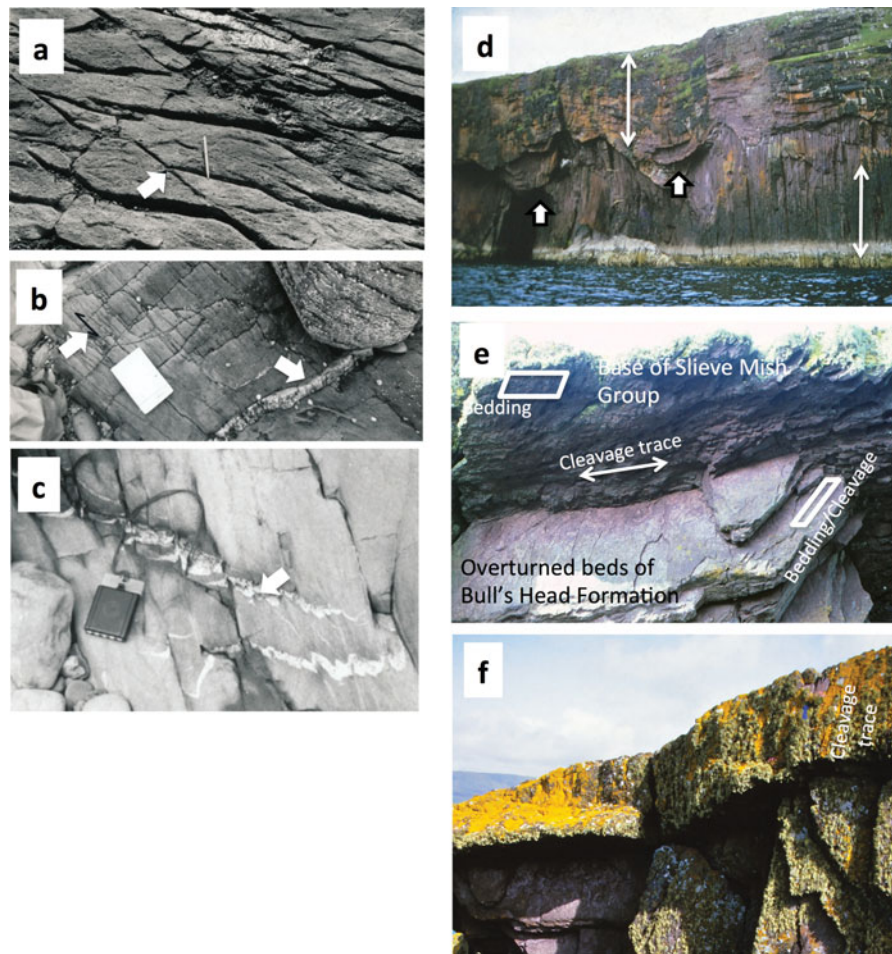 a
b
c
d
e
Base of Slieve Mish
Group
Bedding
Cleavage trace
Bedding/Cleavage
Overturned beds of
Bull's Head Formation
f
Cleavage
trace